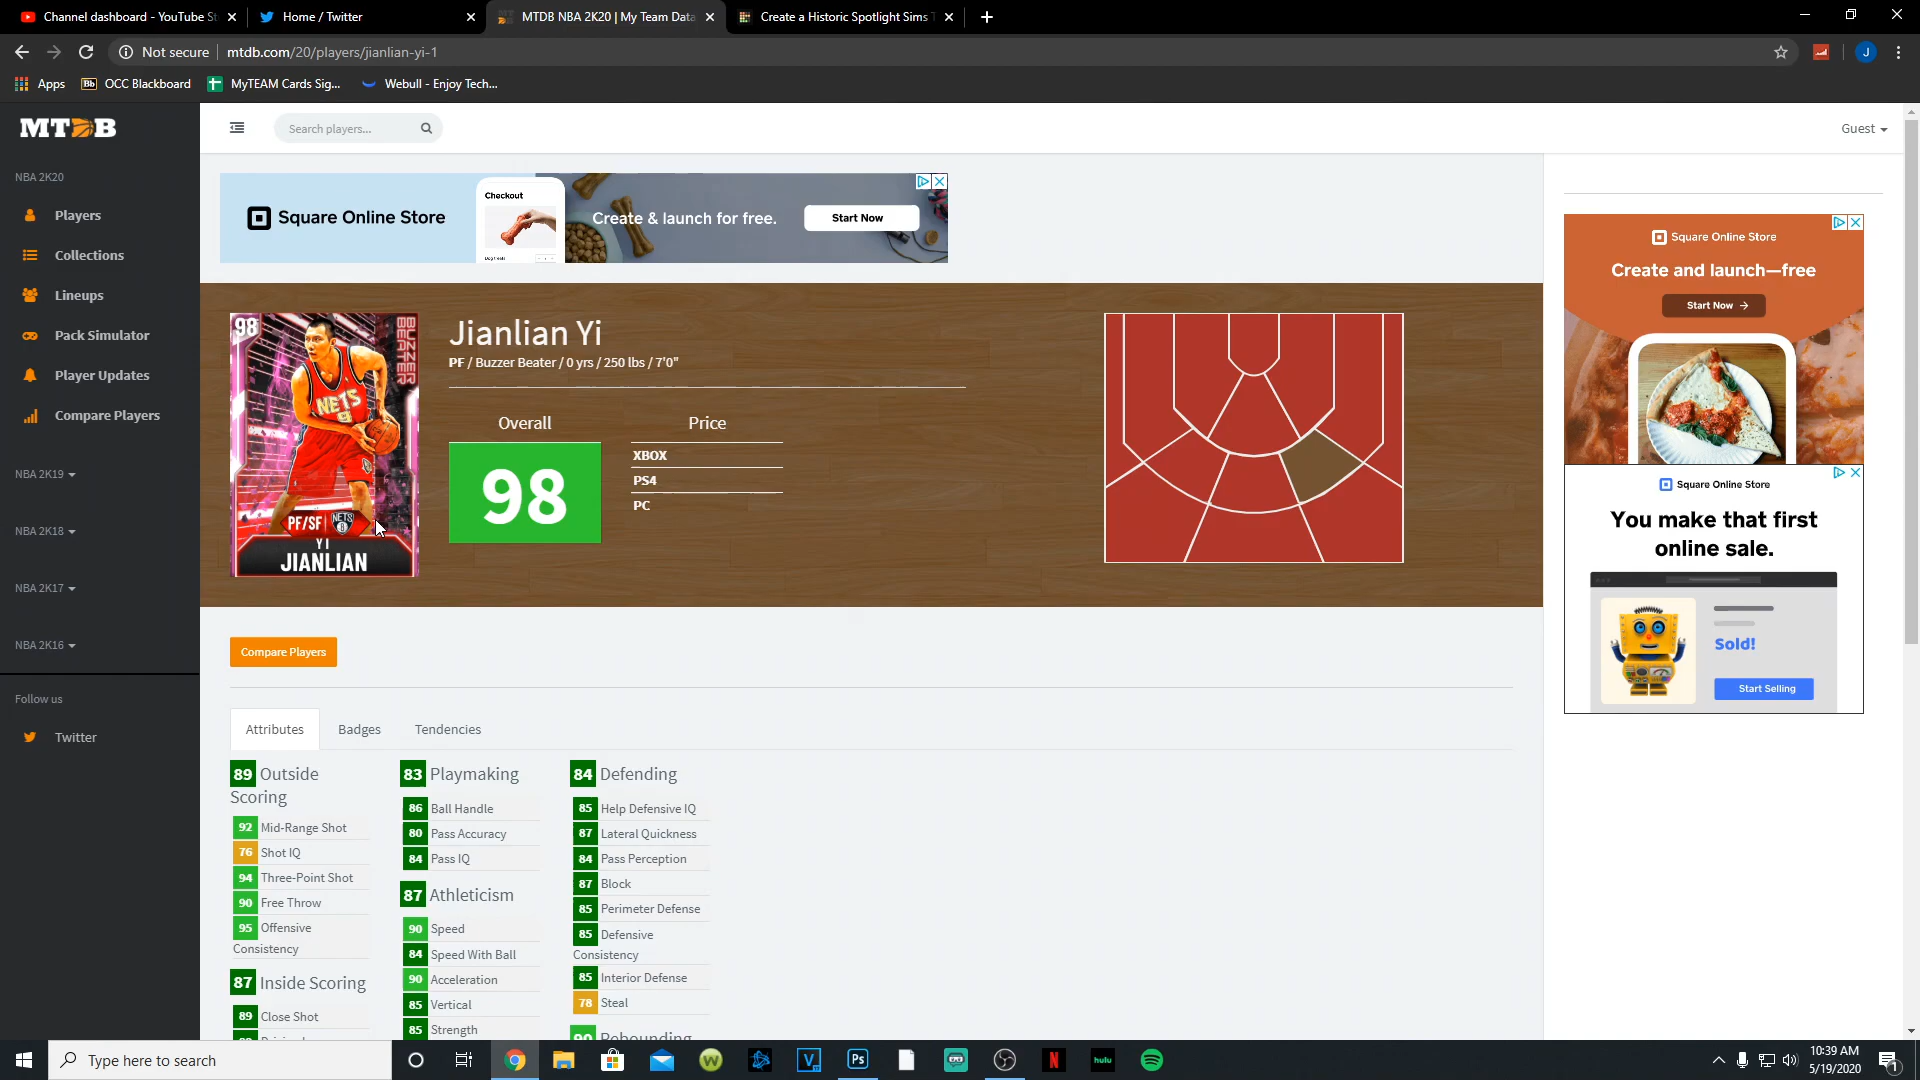 Channel dashboard - YouTube St
Home / Twitter
MTDB NBA 2K20 | My Team Data
Create a Historic Spotlight Sims T
Not secure
mtdb.com/20/players/jianlian-yi-1
J
Apps
Bb OCC Blackboard
MyTEAM Cards Sig...
Webull - Enjoy Tech...
MTDB
Search players...
Guest
NBA 2K20
Players
Collections
Lineups
Pack Simulator
Player Updates
Compare Players
NBA 2K19
NBA 2K18
NBA 2K17
NBA 2K16
Follow us
Twitter
Square Online Store
Checkout
Create & launch for free.
Start Now
98
BUZZER
BEATER
NETS
9
PF/SF
NETS
YI
JIANLIAN
Jianlian Yi
PF / Buzzer Beater / 0 yrs / 250 lbs / 7'0"
Overall
98
Price
XBOX
PS4
PC
Compare Players
Attributes
Badges
Tendencies
89 Outside
Scoring
92 Mid-Range Shot
76 Shot IQ
94 Three-Point Shot
90 Free Throw
95 Offensive
Consistency
87 Inside Scoring
89 Close Shot
83 Playmaking
86 Ball Handle
80 Pass Accuracy
84 Pass IQ
87 Athleticism
90 Speed
84 Speed With Ball
90 Acceleration
85 Vertical
85 Strength
84 Defending
85 Help Defensive IQ
87 Lateral Quickness
84 Pass Perception
87 Block
85 Perimeter Defense
85 Defensive
Consistency
85 Interior Defense
78 Steal
90 Rebounding
Square Online Store
Create and launch—free
Start Now →
Square Online Store
You make that first
online sale.
Sold!
Start Selling
Type here to search
W
V
Ps
N
hulu
10:39 AM
5/19/2020
1